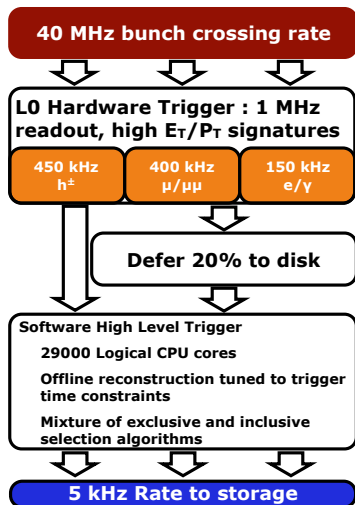 40 MHz bunch crossing rate
L0 Hardware Trigger : 1 MHz
readout, high ET/PT signatures
450 kHz
h±
400 kHz
μ/μμ
150 kHz
e/γ
Defer 20% to disk
Software High Level Trigger
29000 Logical CPU cores
Offline reconstruction tuned to trigger
time constraints
Mixture of exclusive and inclusive
selection algorithms
5 kHz Rate to storage